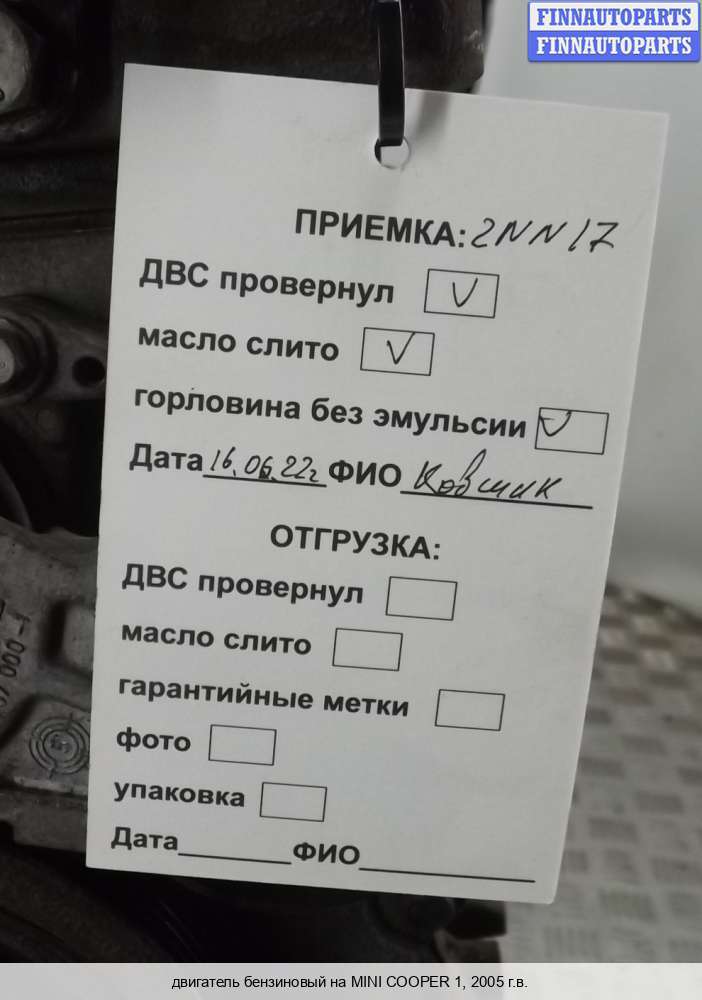 FINNAUTOPARTS
FINNAUTOPARTS
ПРИЕМКА: 2NN17
ДВС провернул
масло слито
горловина без эмульсии
Дата 16.06.22г ФИО Ковшик
ОТГРУЗКА:
ДВС провернул
масло слито
гарантийные метки
фото
упаковка
Дата ФИО
двигатель бензиновый на MINI COOPER 1, 2005 г.в.